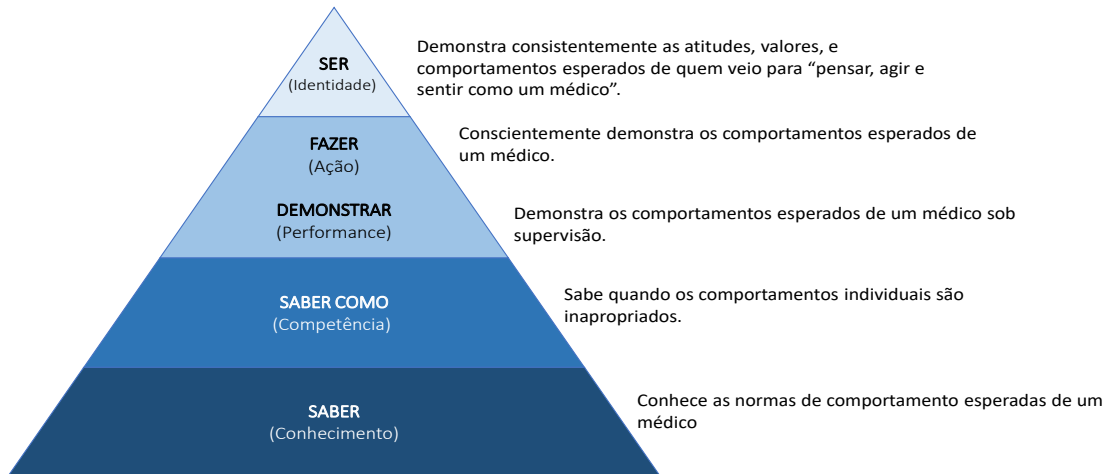 SER
(Identidade)
Demonstra consistentemente as atitudes, valores, e
comportamentos esperados de quem veio para “pensar, agir e
sentir como um médico”.
FAZER
(Ação)
Conscientemente demonstra os comportamentos esperados de
um médico.
DEMONSTRAR
(Performance)
Demonstra os comportamentos esperados de um médico sob
supervisão.
SABER COMO
(Competência)
Sabe quando os comportamentos individuais são
inapropriados.
SABER
(Conhecimento)
Conhece as normas de comportamento esperadas de um
médico